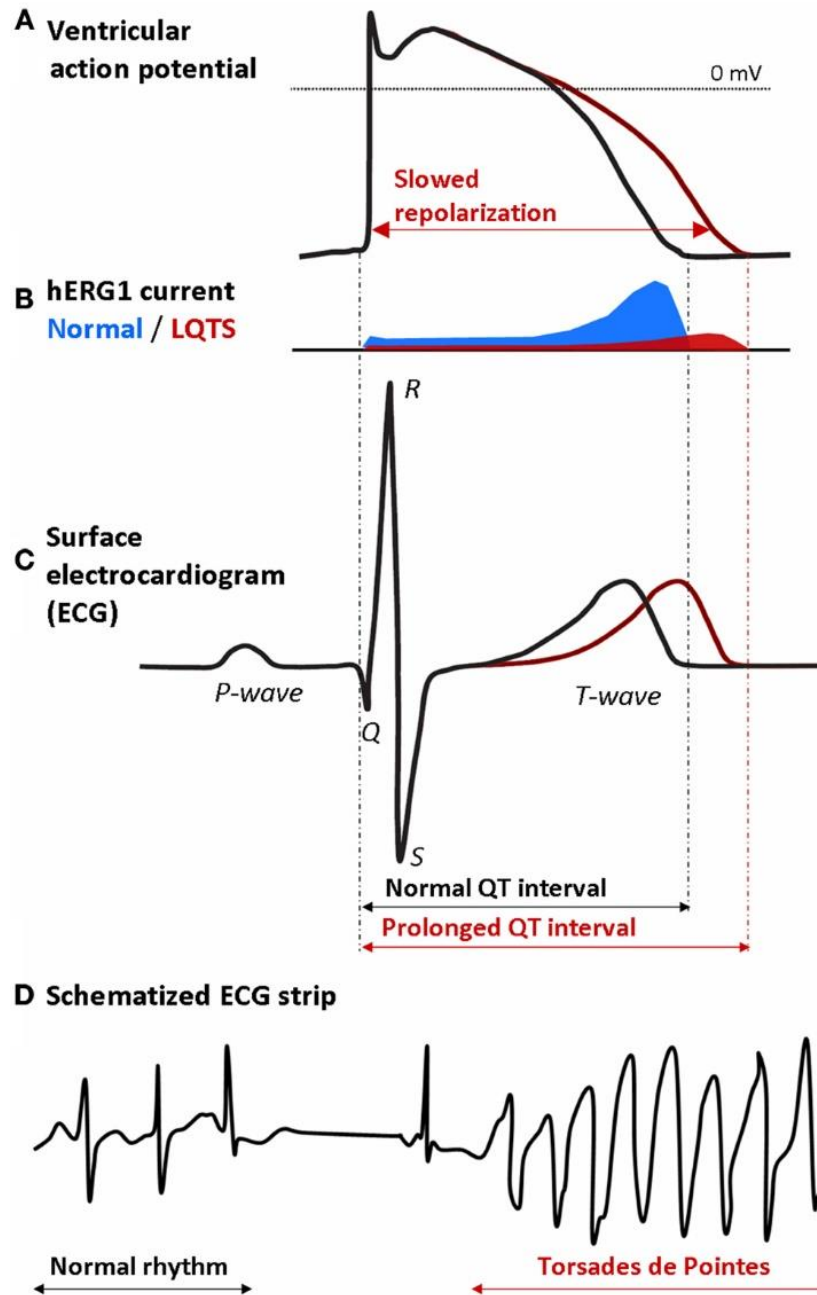 A Ventricular
action potential
0 mV
Slowed
repolarization
B hERG1 current
Normal / LQTS
R
C Surface
electrocardiogram
(ECG)
P-wave
Q
T-wave
S
Normal QT interval
Prolonged QT interval
D Schematized ECG strip
Normal rhythm
Torsades de Pointes